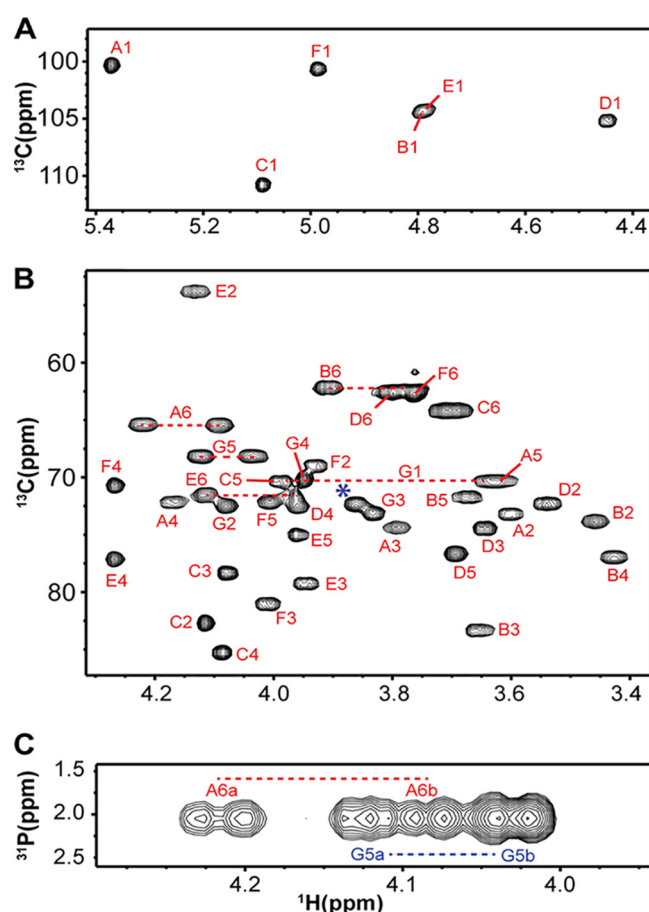 A
A1
F1
E1
D1
B1
C1
100
105
110
¹³C(ppm)
5.4
5.2
5.0
4.8
4.6
4.4
B
E2
B6
F6
D6
C6
A6
G5
G4
F2
G1
A5
F4
E6
C5
*
G3
B5
D2
A4
G2
F5
D4
A3
D3
A2
B2
E5
E4
D5
B4
C3
E3
C2
F3
B3
C4
60
70
80
¹³C(ppm)
4.2
4.0
3.8
3.6
3.4
C
A6a
A6b
G5a
G5b
1.5
2.0
2.5
³¹P(ppm)
4.2
4.1
4.0
¹H(ppm)